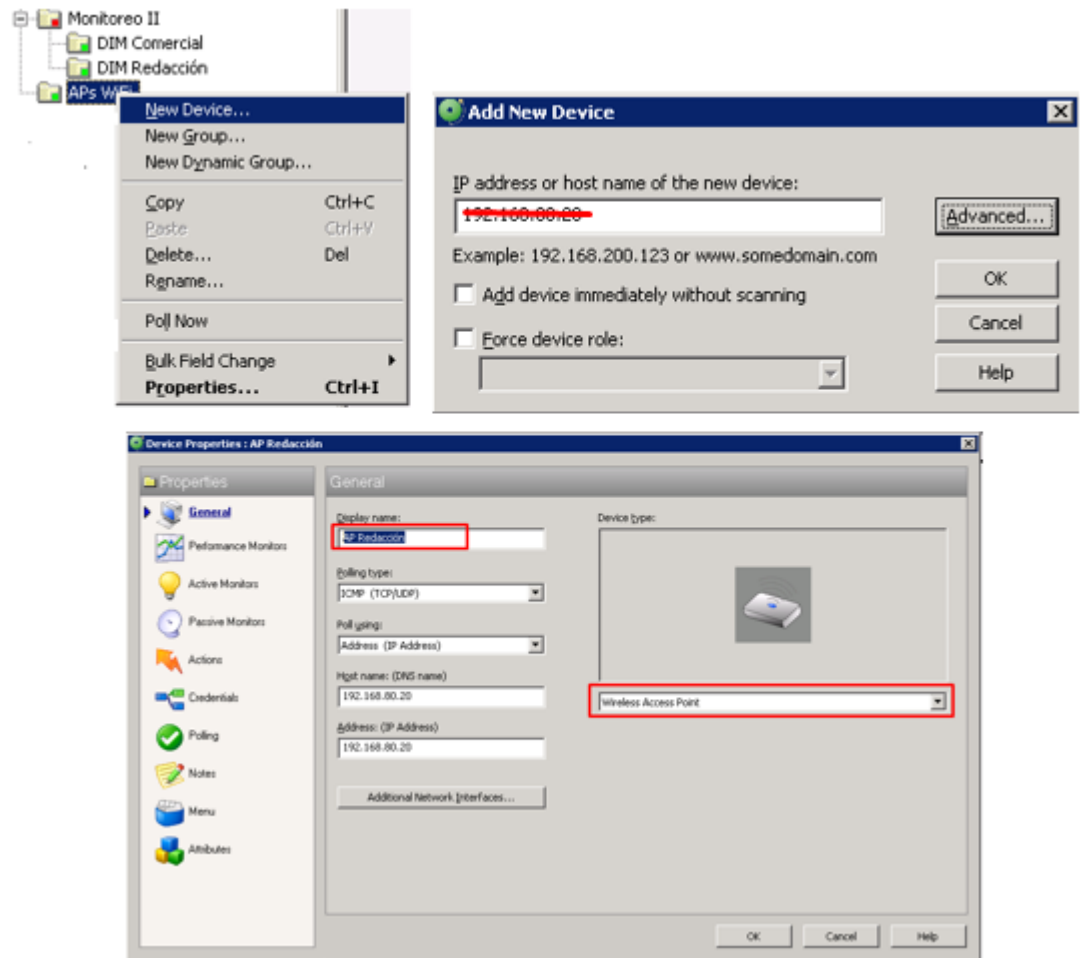 Monitoreo II
DIM Comercial
DIM Redacción
APs WiFi
New Device...
New Group...
New Dynamic Group...
Copy Ctrl+C
Paste Ctrl+V
Delete... Del
Rename...
Poll Now
Bulk Field Change
Properties... Ctrl+I
Add New Device
IP address or host name of the new device:
Advanced...
Example: 192.168.200.123 or www.somedomain.com
Add device immediately without scanning
OK
Force device role:
Cancel
Help
Device Properties : AP Redacción
Properties
General
Performance Monitors
Active Monitors
Passive Monitors
Actions
Credentials
Polling
Notes
Menu
Attributes
General
Display name:
AP Redacción
Polling type:
ICMP (TCP/UDP)
Poll using:
Address (IP Address)
Host name: (DNS name)
192.168.80.20
Address: (IP Address)
192.168.80.20
Additional Network Interfaces...
Device type:
Wireless Access Point
OK Cancel Help